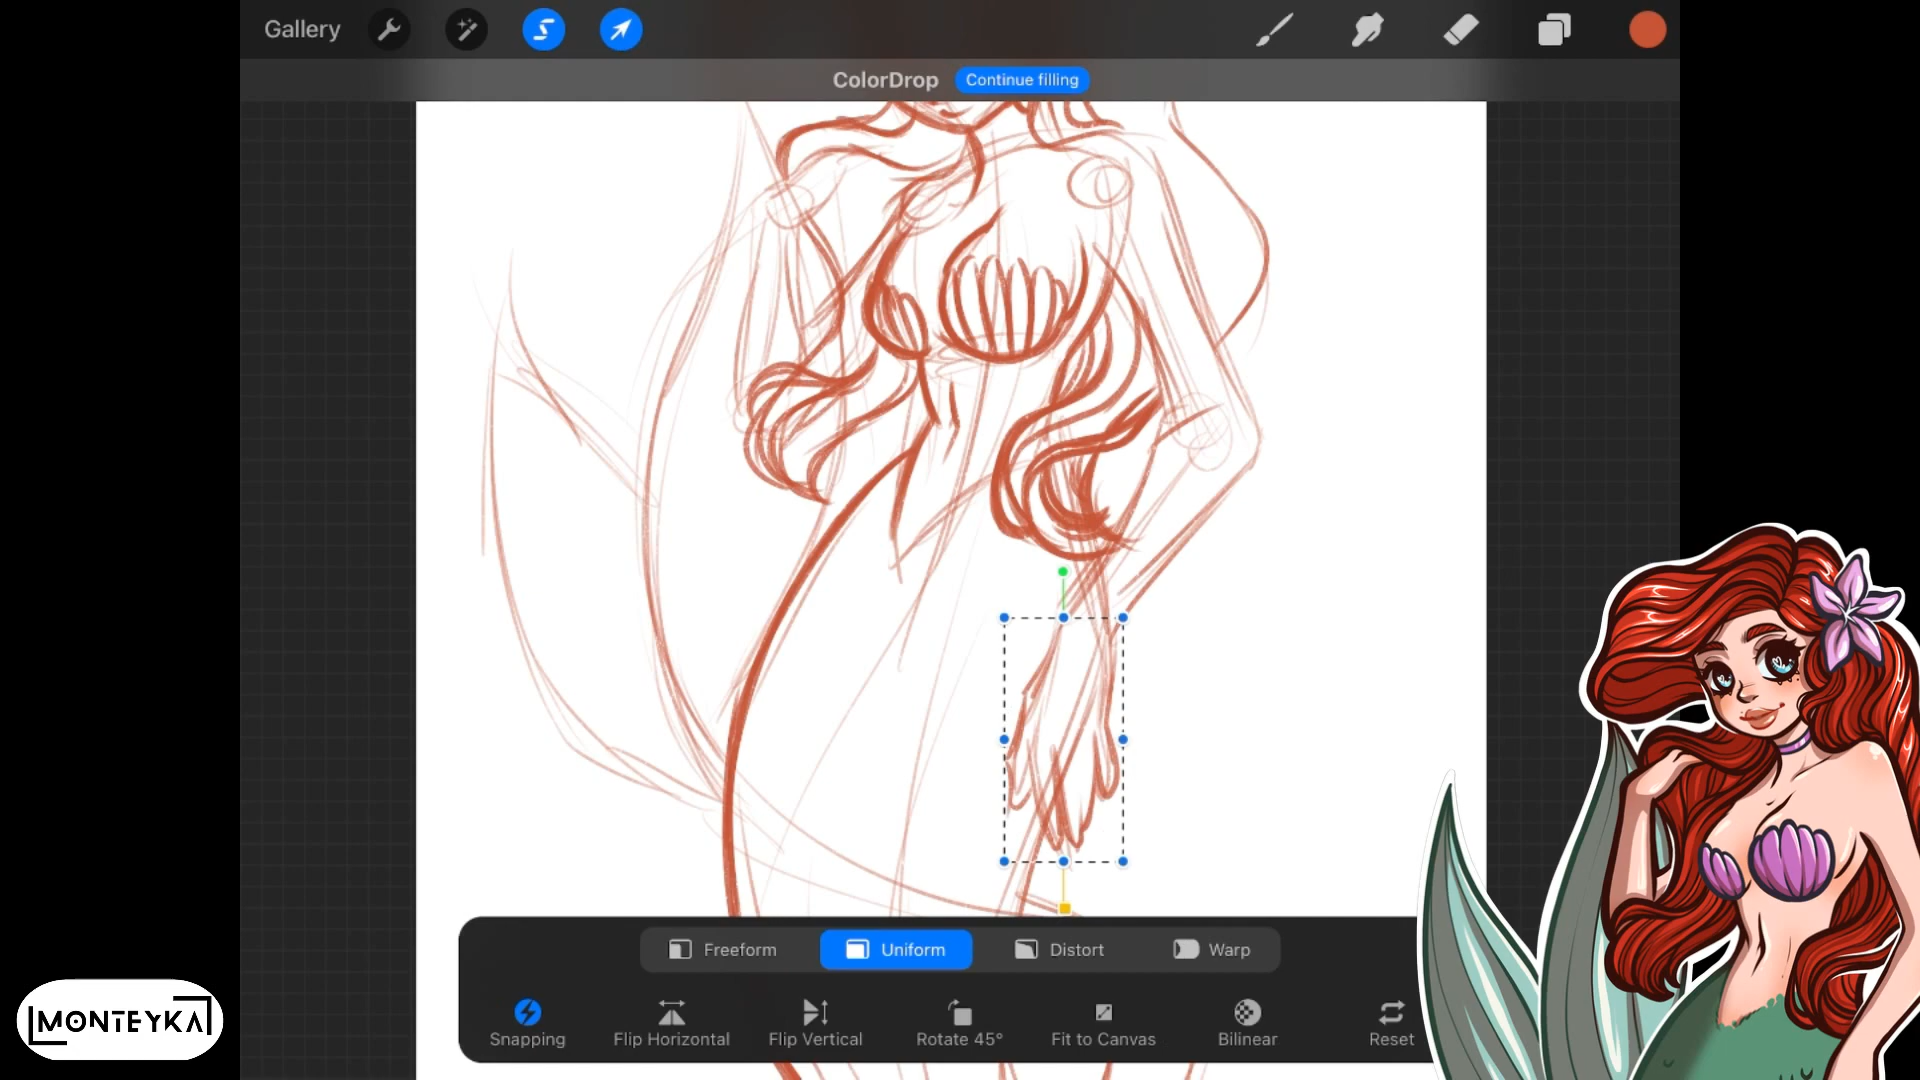 Gallery
ColorDrop Continue filling
Freeform Uniform Distort Warp
Snapping Flip Horizontal Flip Vertical Rotate 45° Fit to Canvas Bilinear Reset
MONTEYKA